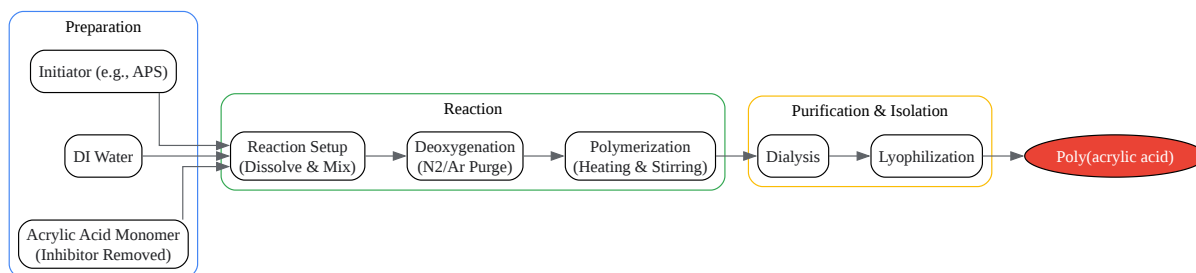 Preparation
Initiator (e.g., APS)
DI Water
Acrylic Acid Monomer
(Inhibitor Removed)
Reaction
Reaction Setup
(Dissolve & Mix)
Deoxygenation
(N2/Ar Purge)
Polymerization
(Heating & Stirring)
Purification & Isolation
Dialysis
Lyophilization
Poly(acrylic acid)